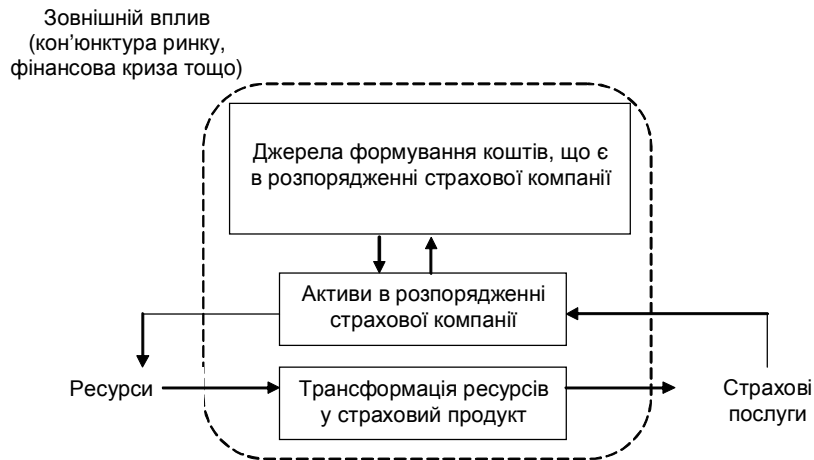 Зовнішній вплив
(кон’юнктура ринку,
фінансова криза тощо)
Джерела формування коштів, що є
в розпорядженні страхової компанії
Активи в розпорядженні
страхової компанії
Ресурси
Трансформація ресурсів
у страховий продукт
Страхові
послуги